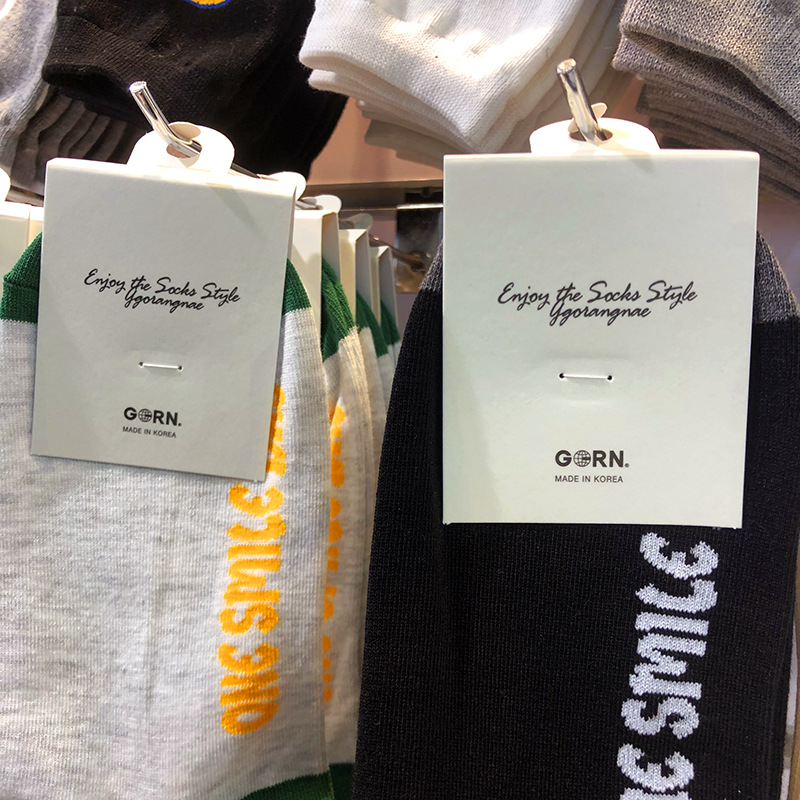 Enjoy the Socks Style
Ygorangnae
GORN.
MADE IN KOREA
ONE SMILE
Enjoy the Socks Style
Ygorangnae
GORN.
MADE IN KOREA
SMILE